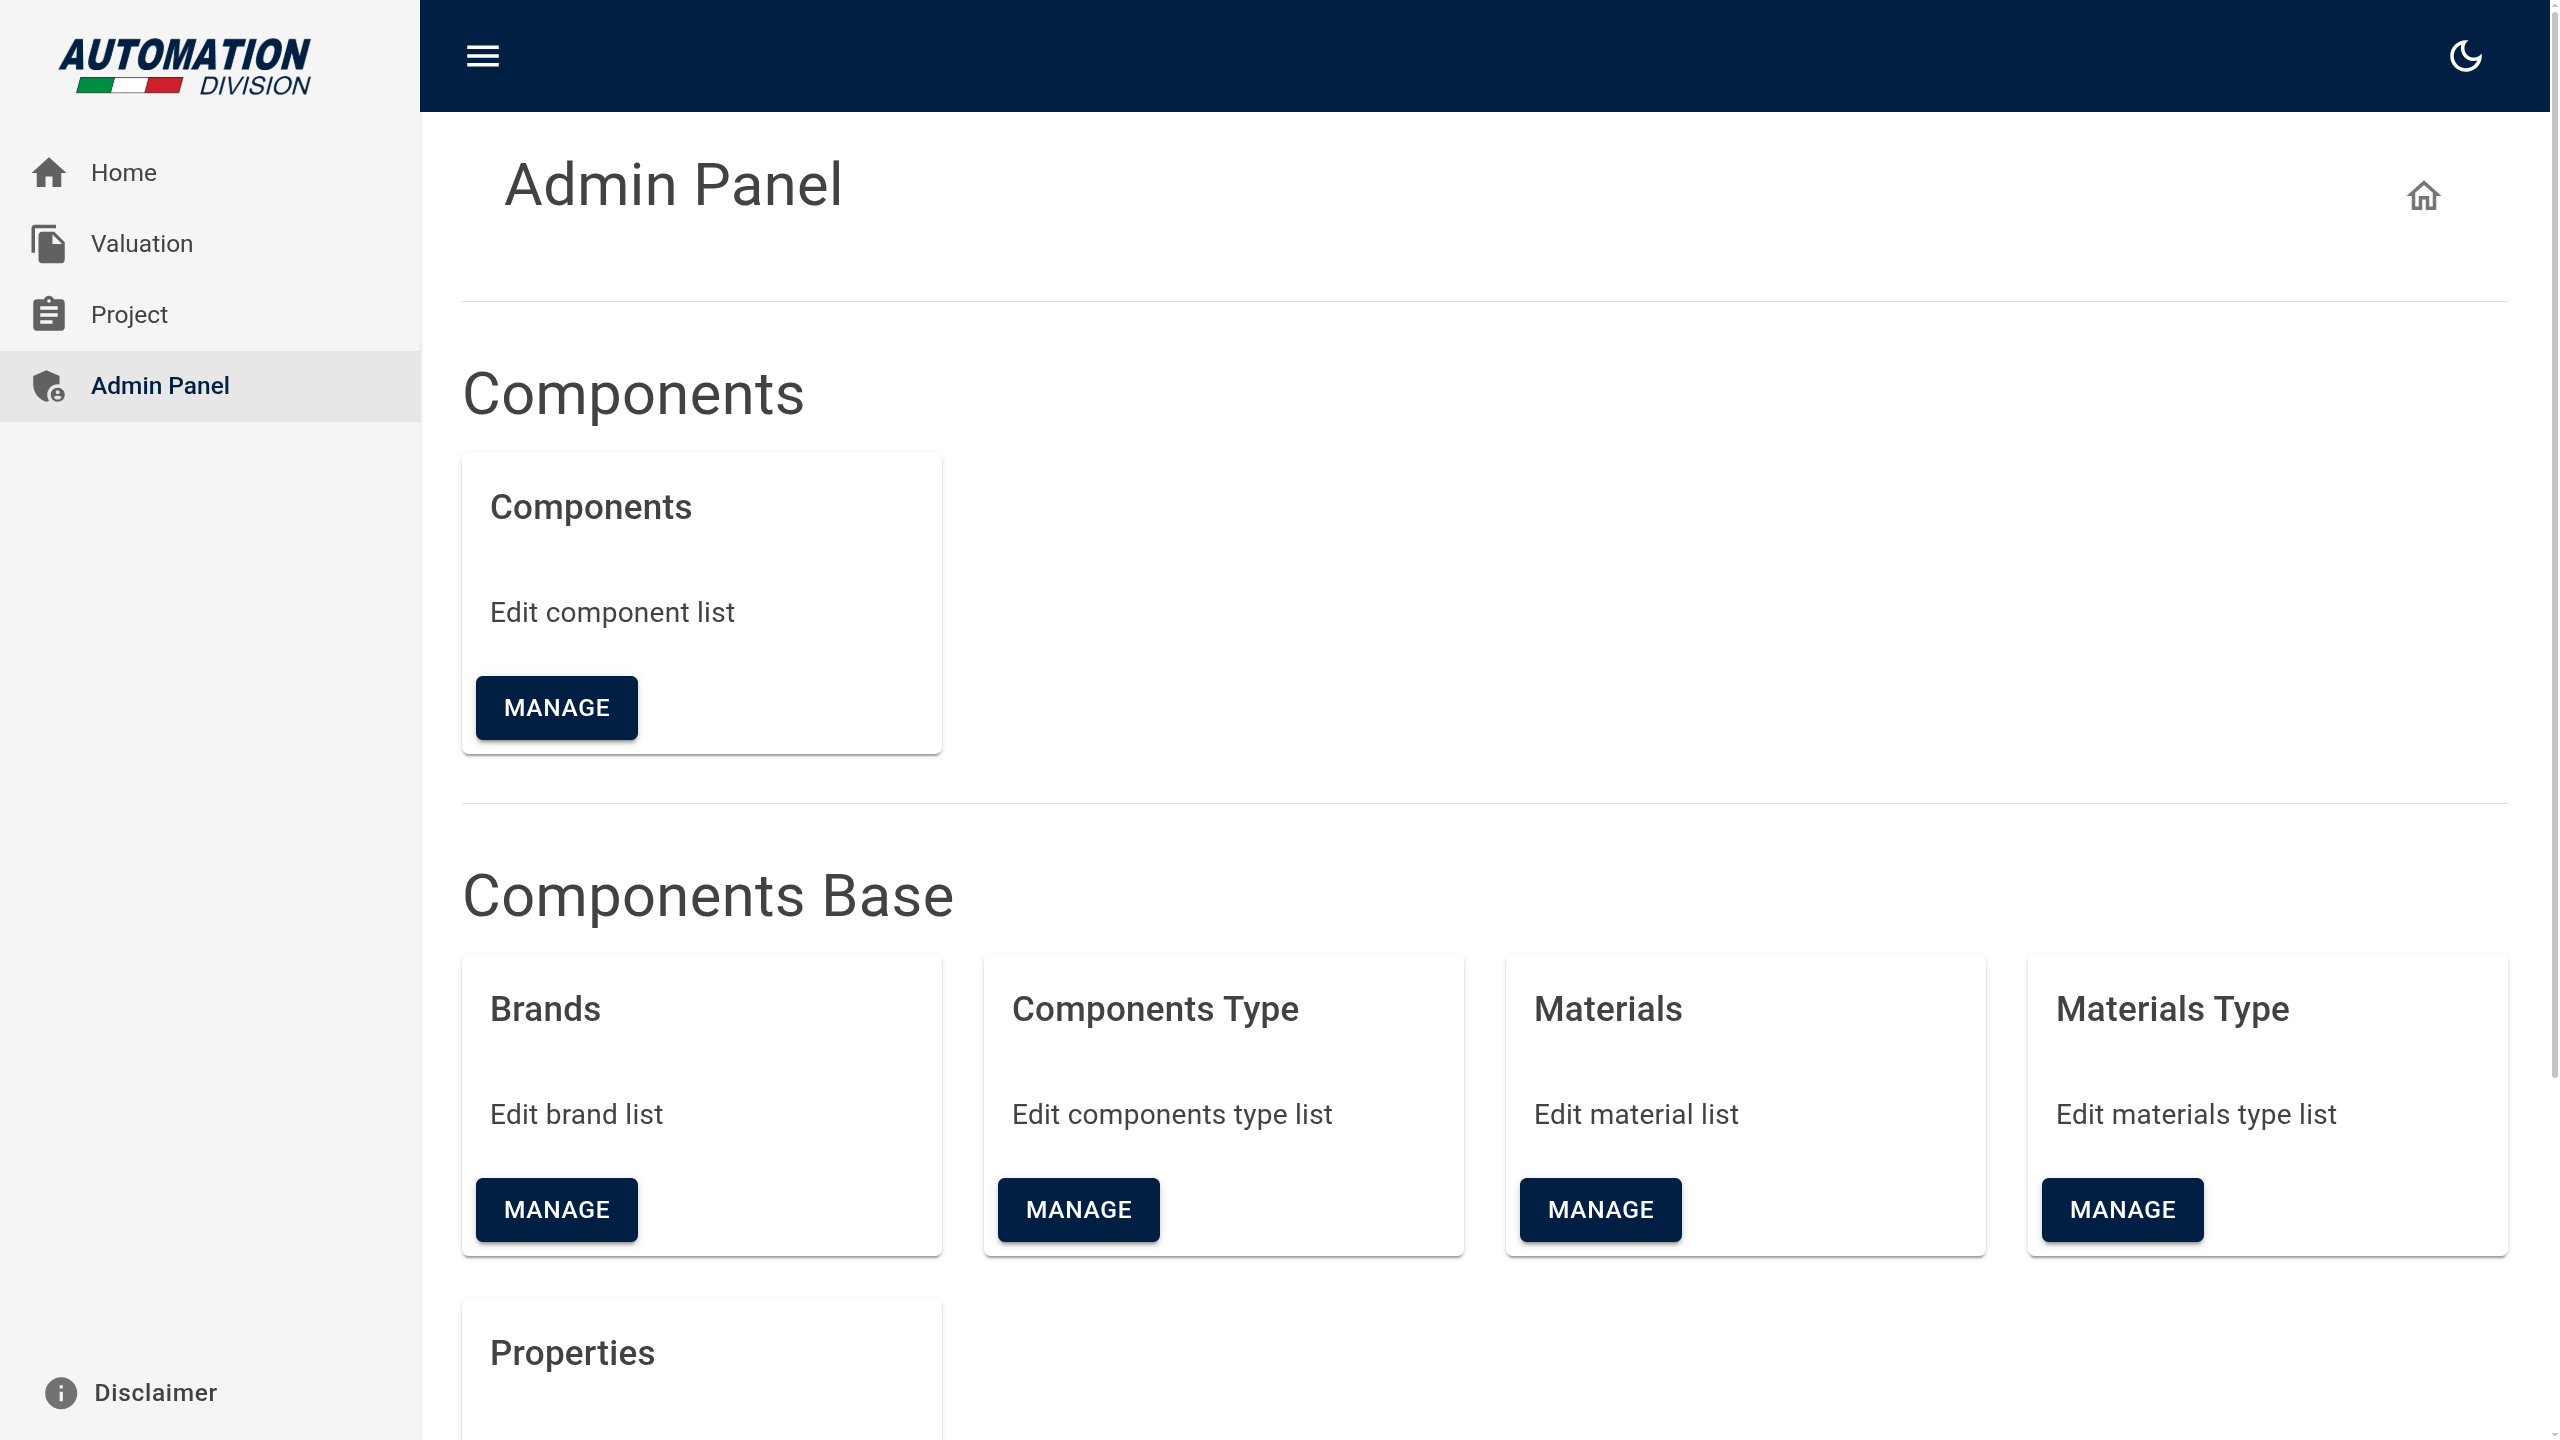 AUTOMATION
DIVISION
Home
Valuation
Project
Admin Panel
Disclaimer
Admin Panel
Components
Components
Edit component list
MANAGE
Components Base
Brands
Edit brand list
MANAGE
Components Type
Edit components type list
MANAGE
Materials
Edit material list
MANAGE
Materials Type
Edit materials type list
MANAGE
Properties